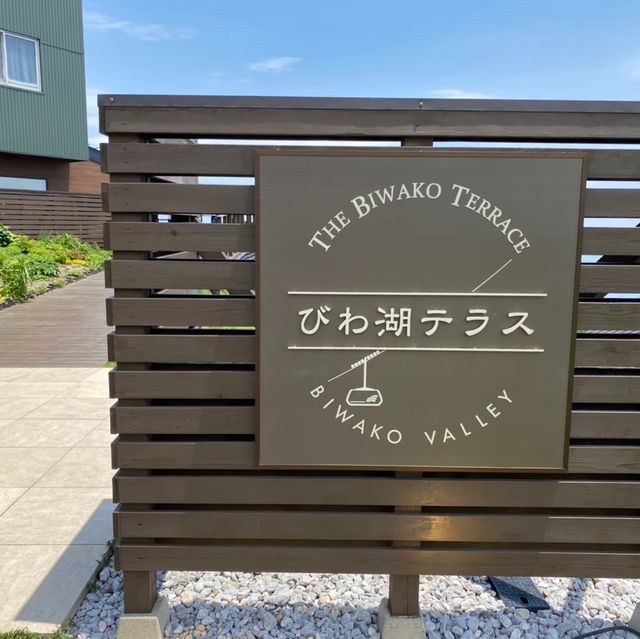 THE BIWAKO TERRACE
びわ湖テラス
BIWAKO VALLEY